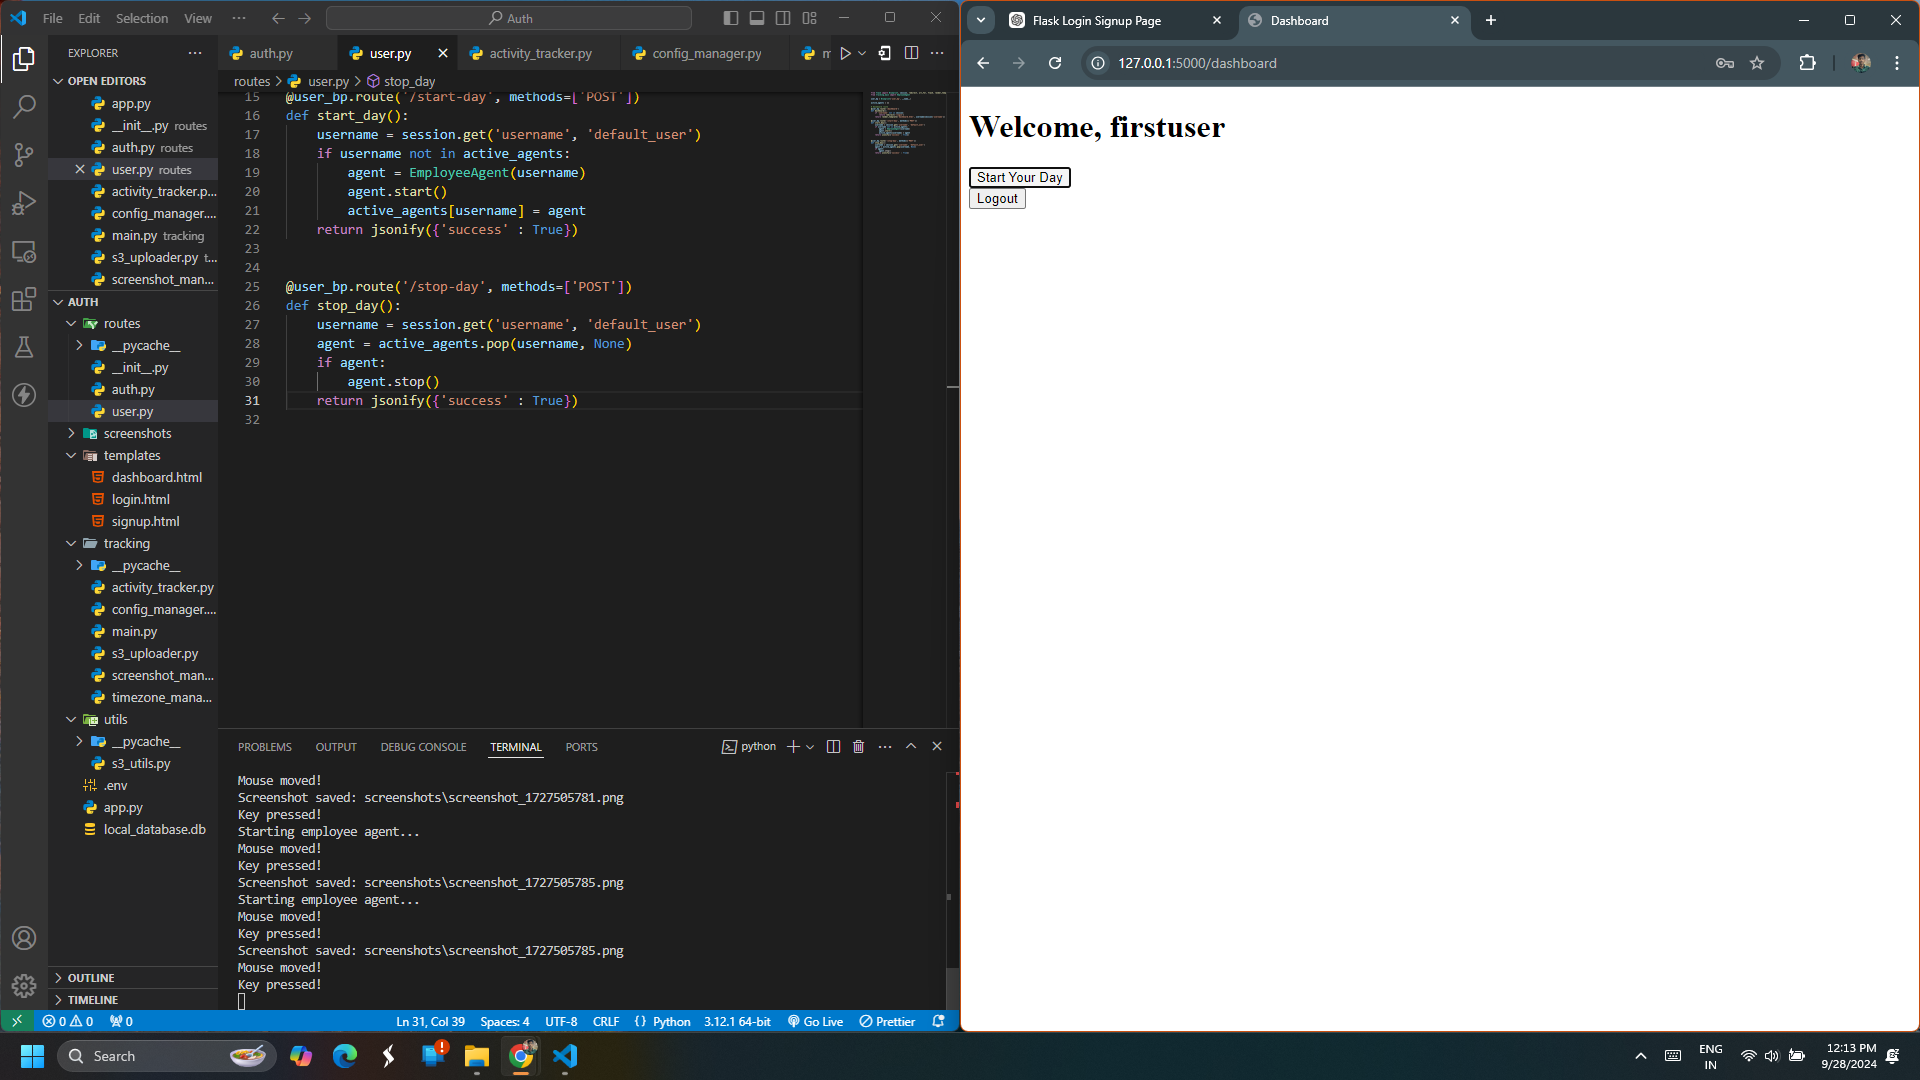 File Edit Selection View ··· Auth
EXPLORER ···
OPEN EDITORS
app.py
__init__.py routes
auth.py routes
user.py routes
activity_tracker.p...
config_manager....
main.py tracking
s3_uploader.py t...
screenshot_man...
AUTH
routes
__pycache__
__init__.py
auth.py
user.py
screenshots
templates
dashboard.html
login.html
signup.html
tracking
__pycache__
activity_tracker.py
config_manager....
main.py
s3_uploader.py
screenshot_man...
timezone_mana...
utils
__pycache__
s3_utils.py
.env
app.py
local_database.db
OUTLINE
TIMELINE
auth.py user.py activity_tracker.py config_manager.py m
routes > user.py > stop_day
15 @user_bp.route('/start-day', methods=['POST'])
16 def start_day():
17 username = session.get('username', 'default_user')
18 if username not in active_agents:
19 agent = EmployeeAgent(username)
20 agent.start()
21 active_agents[username] = agent
22 return jsonify({'success' : True})
23
24
25 @user_bp.route('/stop-day', methods=['POST'])
26 def stop_day():
27 username = session.get('username', 'default_user')
28 agent = active_agents.pop(username, None)
29 if agent:
30 agent.stop()
31 return jsonify({'success' : True})
32
PROBLEMS OUTPUT DEBUG CONSOLE TERMINAL PORTS python
Mouse moved!
Screenshot saved: screenshots\screenshot_1727505781.png
Key pressed!
Starting employee agent...
Mouse moved!
Key pressed!
Screenshot saved: screenshots\screenshot_1727505785.png
Starting employee agent...
Mouse moved!
Key pressed!
Screenshot saved: screenshots\screenshot_1727505785.png
Mouse moved!
Key pressed!
0 0 0 Ln 31, Col 39 Spaces: 4 UTF-8 CRLF {} Python 3.12.1 64-bit Go Live Prettier
Flask Login Signup Page Dashboard
127.0.0.1:5000/dashboard
Welcome, firstuser
Start Your Day
Logout
Search
ENG
IN
12:13 PM
9/28/2024